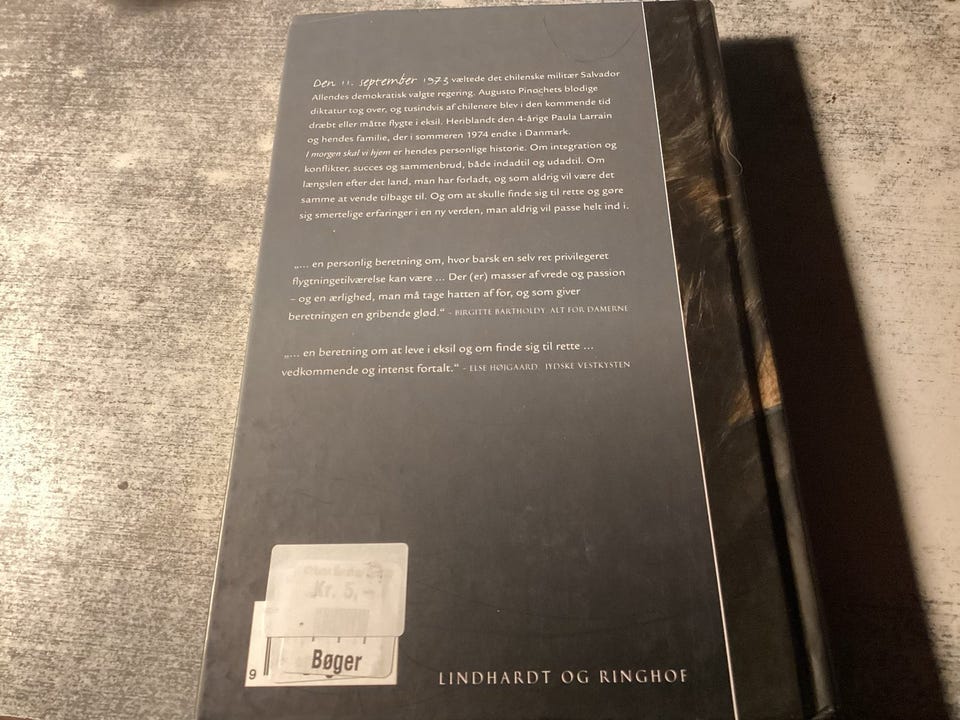 Den 11. september 1973 væltede det chilenske militær Salvador
Allendes demokratisk valgte regering. Augusto Pinochets blodige
diktatur tog over, og tusindvis af chilenere blev i den kommende tid
dræbt eller måtte flygte i eksil. Heriblandt den 4-årige Paula Larrain
og hendes familie, der i sommeren 1974 endte i Danmark.
I morgen skal vi hjem er hendes personlige historie. Om integration og
konflikter, succes og sammenbrud, både indadtil og udadtil. Om
længslen efter det land, man har forladt, og som aldrig vil være det
samme at vende tilbage til. Og om at skulle finde sig til rette og gøre
sig smertelige erfaringer i en ny verden, man aldrig vil passe helt ind i.
„... en personlig beretning om, hvor barsk en selv ret privilegeret
flygtningetilværelse kan være ... Der (er) masser af vrede og passion
– og en ærlighed, man må tage hatten af for, og som giver
beretningen en gribende glød.“ - BIRGITTE BARTHOLDY, ALT FOR DAMERNE
„... en beretning om at leve i eksil og om finde sig til rette ...
vedkommende og intenst fortalt.“ - ELSE HØJGAARD, JYDSKE VESTKYSTEN
Kr. 5,-
9
Bøger
LINDHARDT OG RINGHOF